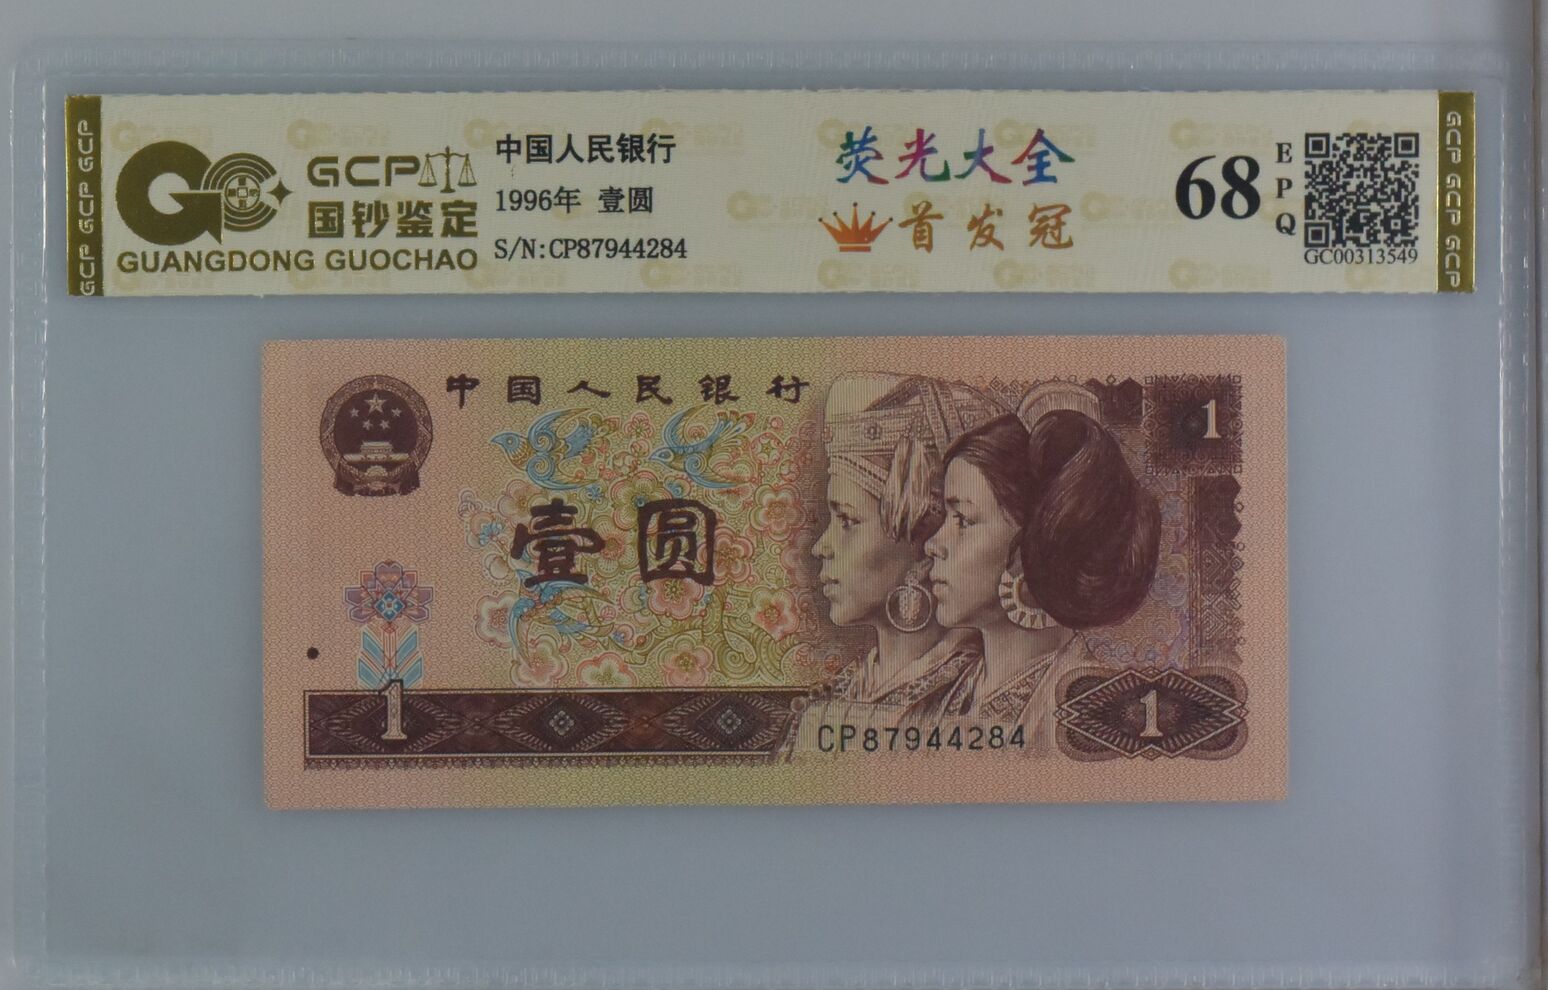 GCP GCP GCP
GCP
国钞鉴定
GUANGDONG GUOCHAO
中国人民银行
1996年 壹圆
S/N:CP87944284
荧光大全
首发冠
68
EPQ
GC00313549
GCP GCP GCP
中国人民银行
1
壹圆
1
CP87944284
1